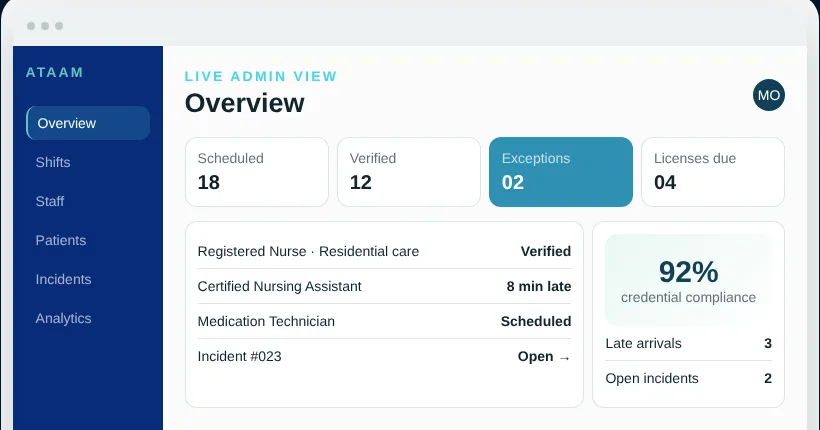 ATAAM
Overview
Shifts
Staff
Patients
Incidents
Analytics
LIVE ADMIN VIEW
Overview
MO
Scheduled
18
Verified
12
Exceptions
02
Licenses due
04
Registered Nurse · Residential care Verified
Certified Nursing Assistant 8 min late
Medication Technician Scheduled
Incident #023 Open →
92%
credential compliance
Late arrivals 3
Open incidents 2